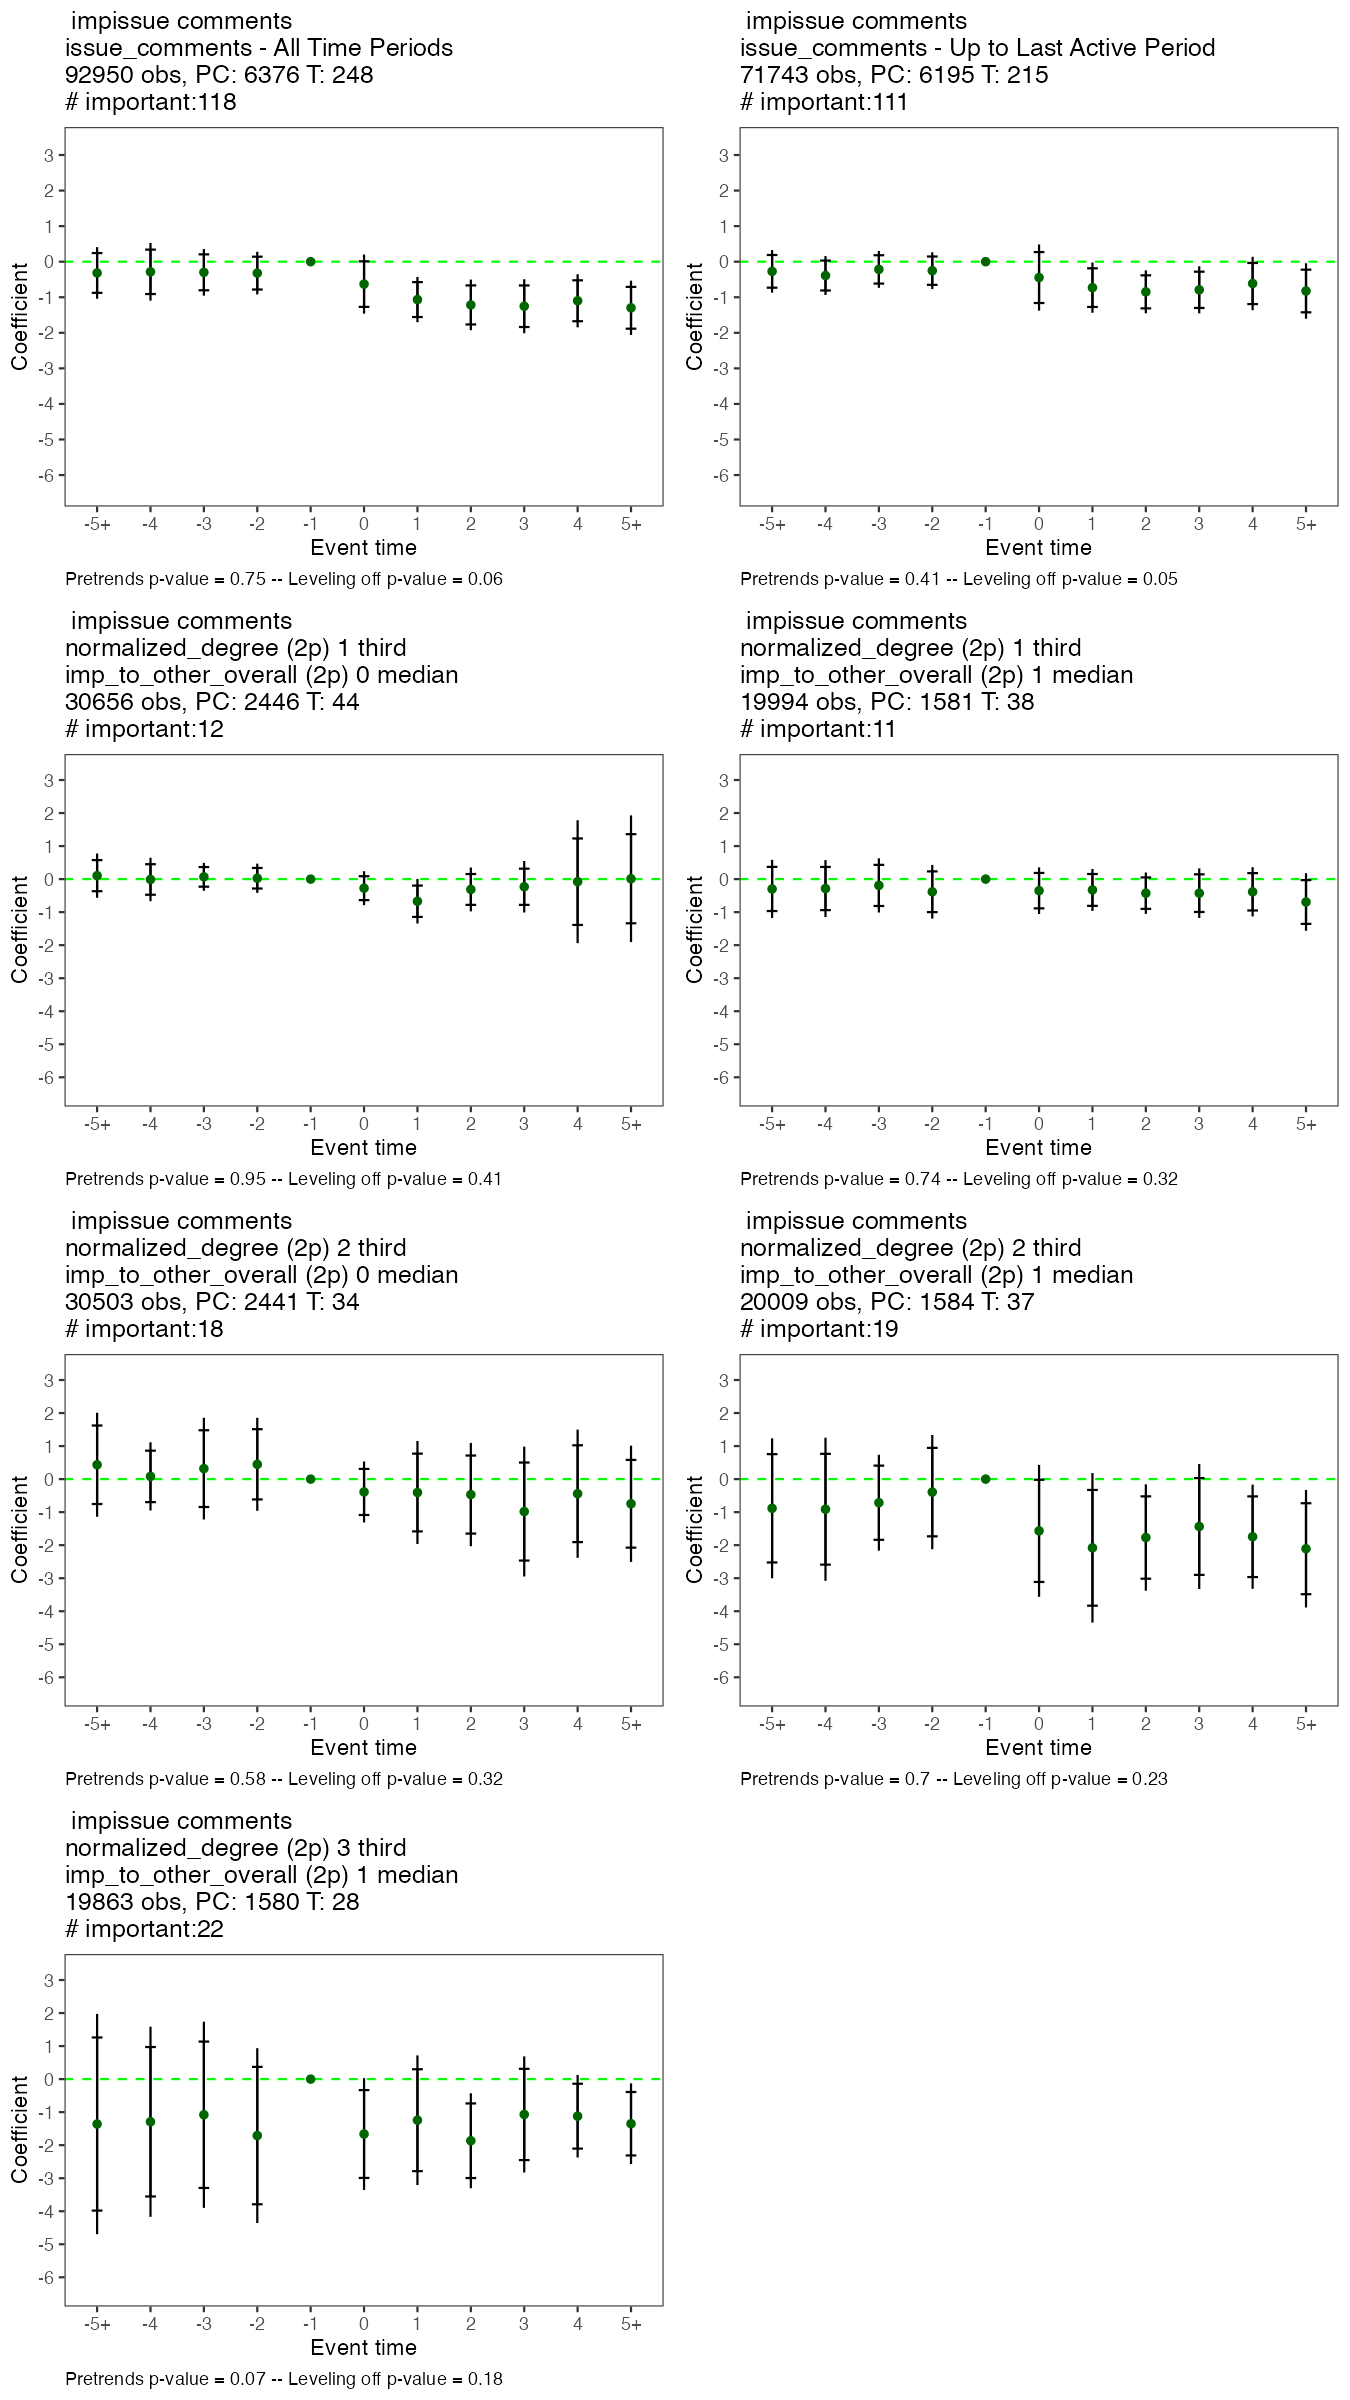 impissue comments
issue_comments - All Time Periods
92950 obs, PC: 6376 T: 248
# important:118
3
2
1
0
-1
-2
-3
-4
-5
-6
Coefficient
-5+ -4 -3 -2 -1 0 1 2 3 4 5+
Event time
Pretrends p-value = 0.75 -- Leveling off p-value = 0.06
impissue comments
issue_comments - Up to Last Active Period
71743 obs, PC: 6195 T: 215
# important:111
3
2
1
0
-1
-2
-3
-4
-5
-6
Coefficient
-5+ -4 -3 -2 -1 0 1 2 3 4 5+
Event time
Pretrends p-value = 0.41 -- Leveling off p-value = 0.05
impissue comments
normalized_degree (2p) 1 third
imp_to_other_overall (2p) 0 median
30656 obs, PC: 2446 T: 44
# important:12
3
2
1
0
-1
-2
-3
-4
-5
-6
Coefficient
-5+ -4 -3 -2 -1 0 1 2 3 4 5+
Event time
Pretrends p-value = 0.95 -- Leveling off p-value = 0.41
impissue comments
normalized_degree (2p) 1 third
imp_to_other_overall (2p) 1 median
19994 obs, PC: 1581 T: 38
# important:11
3
2
1
0
-1
-2
-3
-4
-5
-6
Coefficient
-5+ -4 -3 -2 -1 0 1 2 3 4 5+
Event time
Pretrends p-value = 0.74 -- Leveling off p-value = 0.32
impissue comments
normalized_degree (2p) 2 third
imp_to_other_overall (2p) 0 median
30503 obs, PC: 2441 T: 34
# important:18
3
2
1
0
-1
-2
-3
-4
-5
-6
Coefficient
-5+ -4 -3 -2 -1 0 1 2 3 4 5+
Event time
Pretrends p-value = 0.58 -- Leveling off p-value = 0.32
impissue comments
normalized_degree (2p) 2 third
imp_to_other_overall (2p) 1 median
20009 obs, PC: 1584 T: 37
# important:19
3
2
1
0
-1
-2
-3
-4
-5
-6
Coefficient
-5+ -4 -3 -2 -1 0 1 2 3 4 5+
Event time
Pretrends p-value = 0.7 -- Leveling off p-value = 0.23
impissue comments
normalized_degree (2p) 3 third
imp_to_other_overall (2p) 1 median
19863 obs, PC: 1580 T: 28
# important:22
3
2
1
0
-1
-2
-3
-4
-5
-6
Coefficient
-5+ -4 -3 -2 -1 0 1 2 3 4 5+
Event time
Pretrends p-value = 0.07 -- Leveling off p-value = 0.18